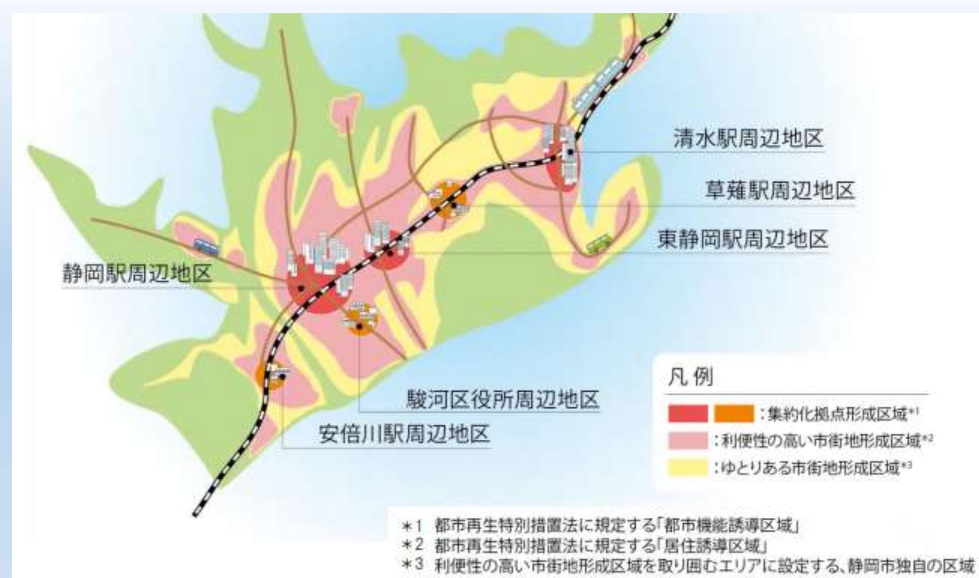 清水駅周辺地区
草薙駅周辺地区
東静岡駅周辺地区
静岡駅周辺地区
駿河区役所周辺地区
安倍川駅周辺地区
凡例
:集約化拠点形成区域*1
:利便性の高い市街地形成区域*2
:ゆとりある市街地形成区域*3
*1 都市再生特別措置法に規定する「都市機能誘導区域」
*2 都市再生特別措置法に規定する「居住誘導区域」
*3 利便性の高い市街地形成区域を取り囲むエリアに設定する、静岡市独自の区域